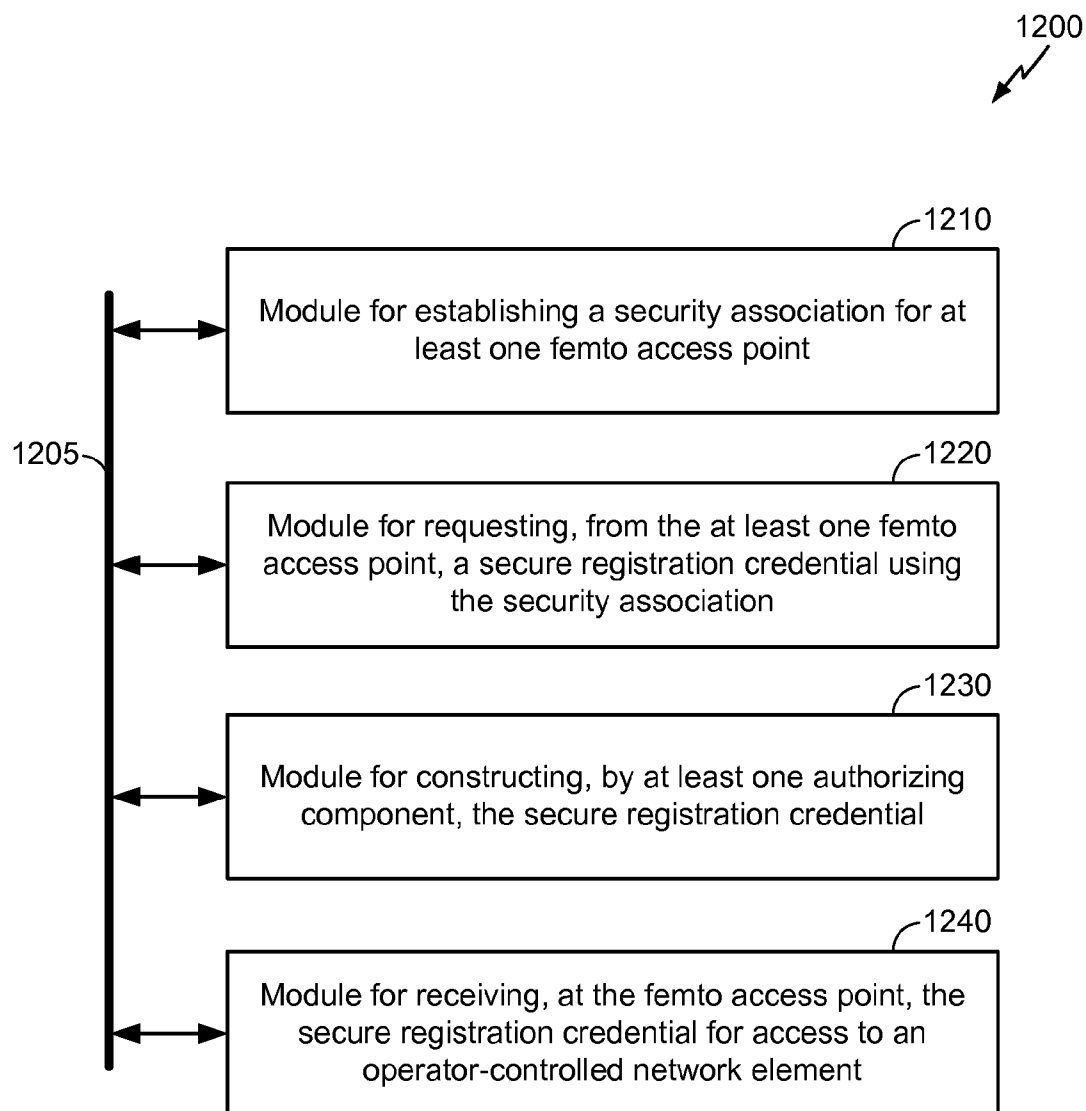 1200
1210
Module for establishing a security association for at
least one femto access point
1205
1220
Module for requesting, from the at least one femto
access point, a secure registration credential using
the security association
1230
Module for constructing, by at least one authorizing
component, the secure registration credential
1240
Module for receiving, at the femto access point, the
secure registration credential for access to an
operator-controlled network element